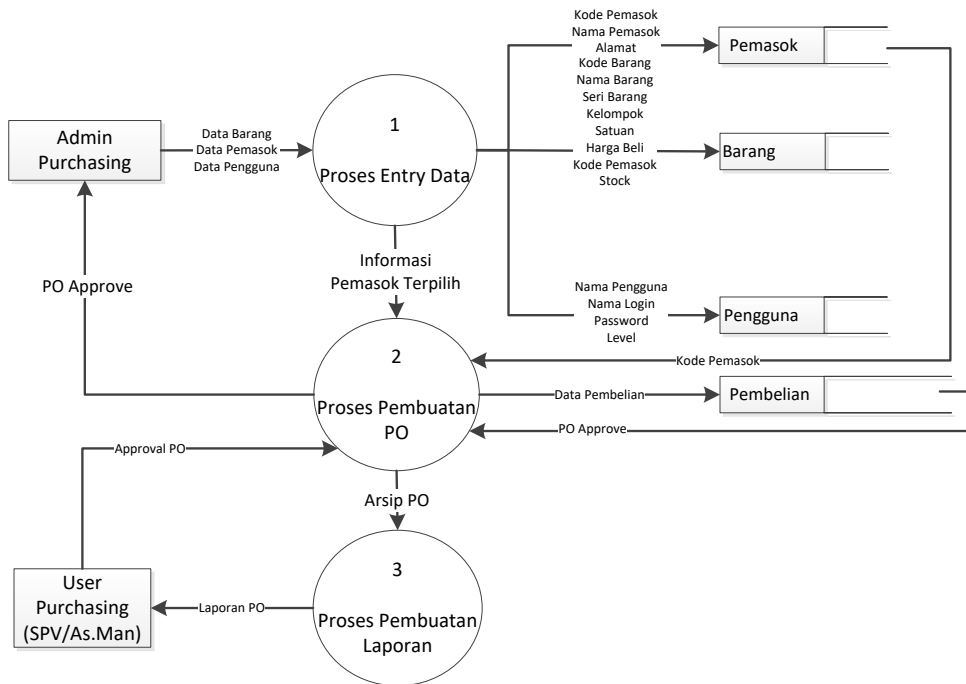 Kode Pemasok
Nama Pemasok
Alamat
Kode Barang
Nama Barang
Seri Barang
Kelompok
Satuan
Harga Beli
Kode Pemasok
Stock
Pemasok
Admin
Purchasing
Data Barang
Data Pemasok
Data Pengguna
1
Proses Entry Data
Barang
Informasi
Pemasok Terpilih
PO Approve
Nama Pengguna
Nama Login
Password
Level
Pengguna
2
Proses Pembuatan
PO
Kode Pemasok
Data Pembelian
Pembelian
PO Approve
Approval PO
Arsip PO
3
Proses Pembuatan
Laporan
Laporan PO
User
Purchasing
(SPV/As.Man)